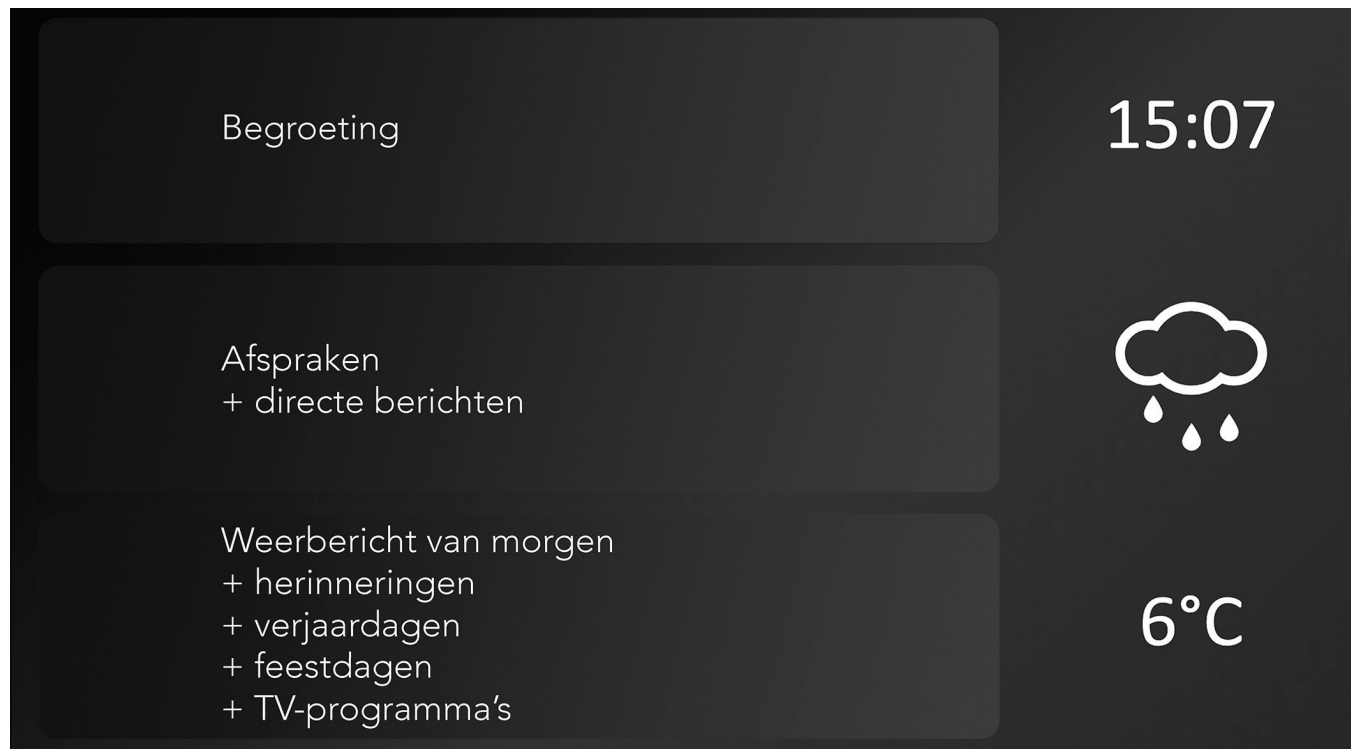 Begroeting
15:07
Afspraken
+ directe berichten
Weerbericht van morgen
+ herinneringen
+ verjaardagen
+ feestdagen
+ TV-programma’s
6°C